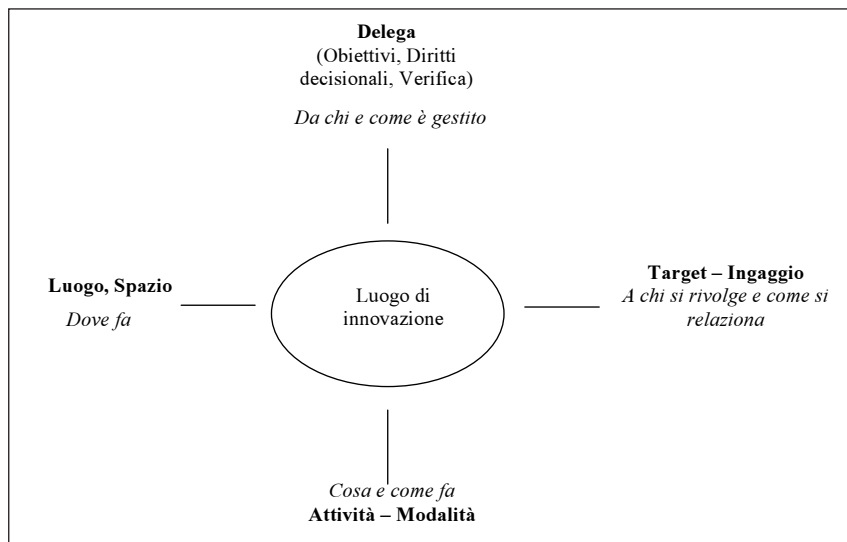 Delega
(Obiettivi, Diritti
decisionali, Verifica)
Da chi e come è gestito
Luogo, Spazio
Dove fa
Luogo di
innovazione
Target – Ingaggio
A chi si rivolge e come si
relaziona
Cosa e come fa
Attività – Modalità